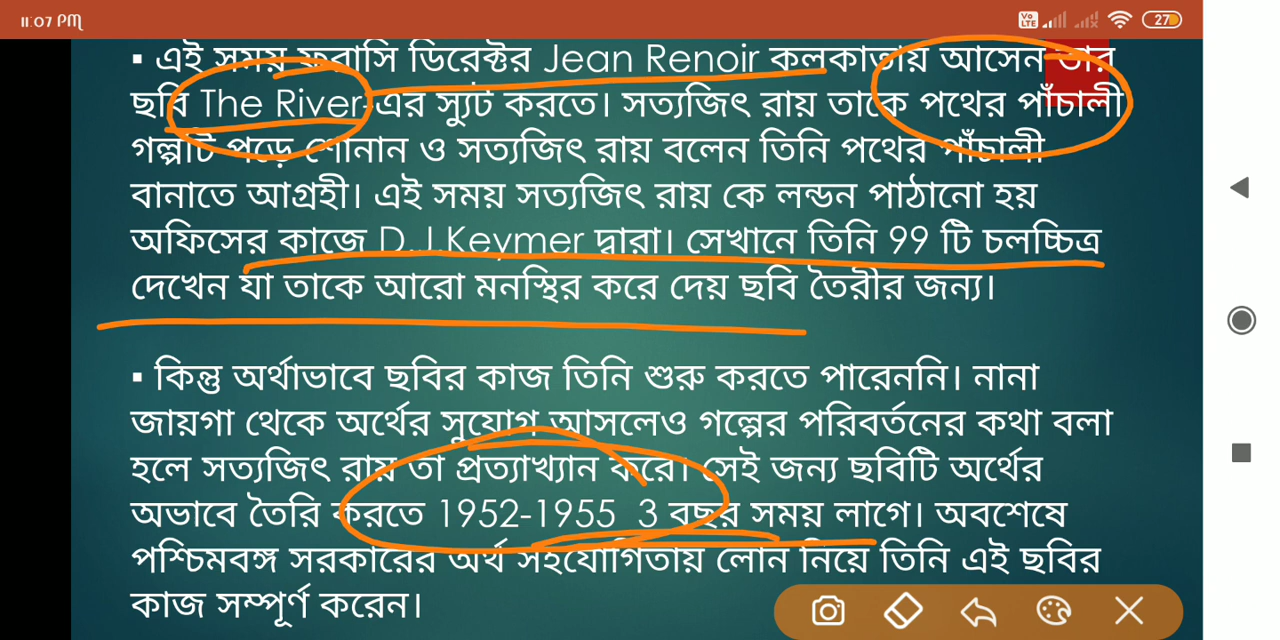 11:07 PM
Vo LTE
27
▪ এই সময় ফরাসি ডিরেক্টর Jean Renoir কলকাতায় আসেন তার
ছবি The River-এর স্যুট করতে। সত্যজিৎ রায় তাকে পথের পাঁচালী
গল্পটি পড়ে শোনান ও সত্যজিৎ রায় বলেন তিনি পথের পাঁচালী
বানাতে আগ্রহী। এই সময় সত্যজিৎ রায় কে লন্ডন পাঠানো হয়
অফিসের কাজে D.J.Keymer দ্বারা। সেখানে তিনি 99 টি চলচ্চিত্র
দেখেন যা তাকে আরো মনস্থির করে দেয় ছবি তৈরীর জন্য।
▪ কিন্তু অর্থাভাবে ছবির কাজ তিনি শুরু করতে পারেননি। নানা
জায়গা থেকে অর্থের সুযোগ আসলেও গল্পের পরিবর্তনের কথা বলা
হলে সত্যজিৎ রায় তা প্রত্যাখ্যান করে। সেই জন্য ছবিটি অর্থের
অভাবে তৈরি করতে 1952-1955 3 বছর সময় লাগে। অবশেষে
পশ্চিমবঙ্গ সরকারের অর্থ সহযোগিতায় লোন নিয়ে তিনি এই ছবির
কাজ সম্পূর্ণ করেন।